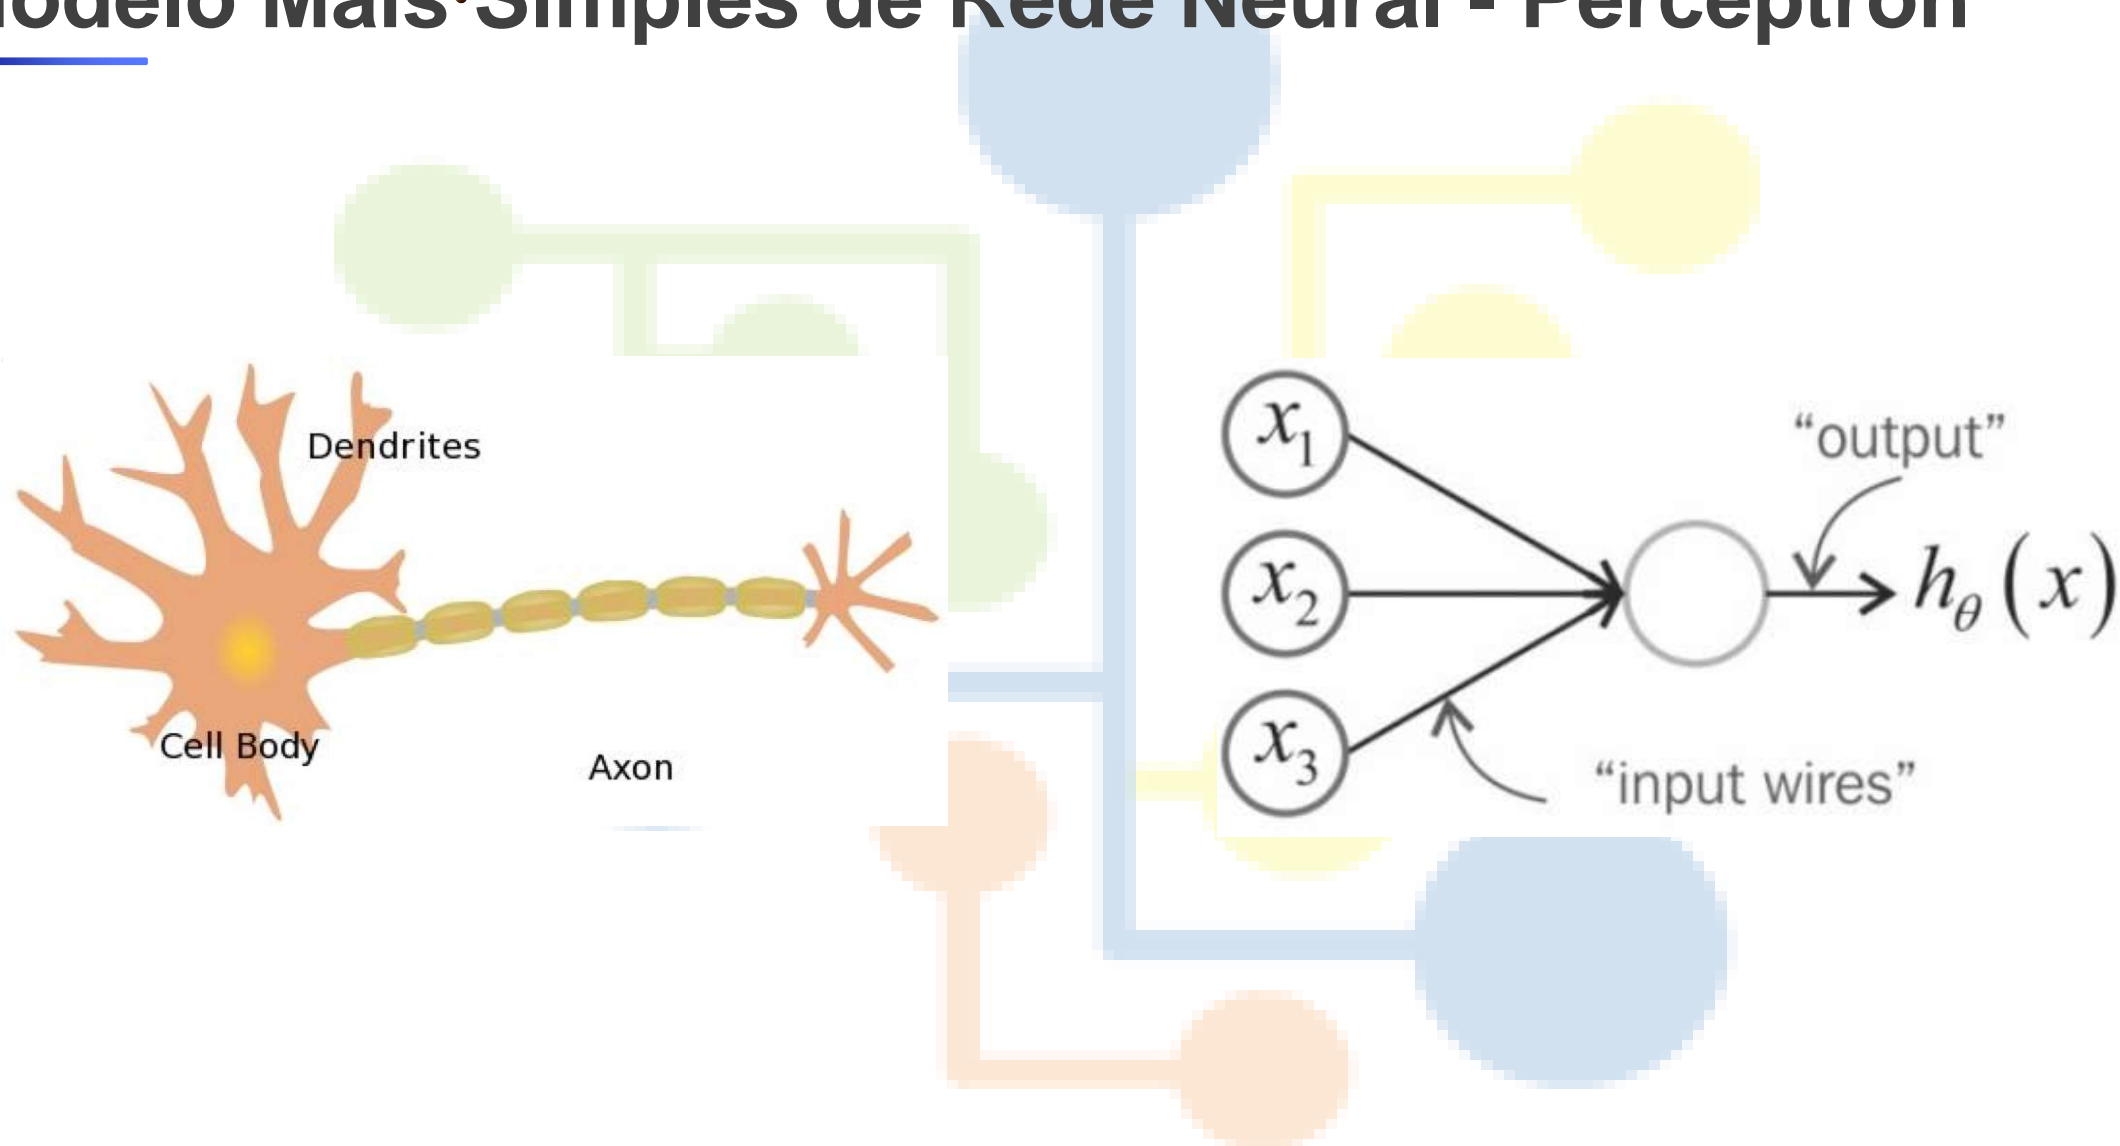 Modelo Mais Simples de Rede Neural - Perceptron
Dendrites
Cell Body
Axon
x₁
x₂
x₃
“output”
hθ(x)
“input wires”